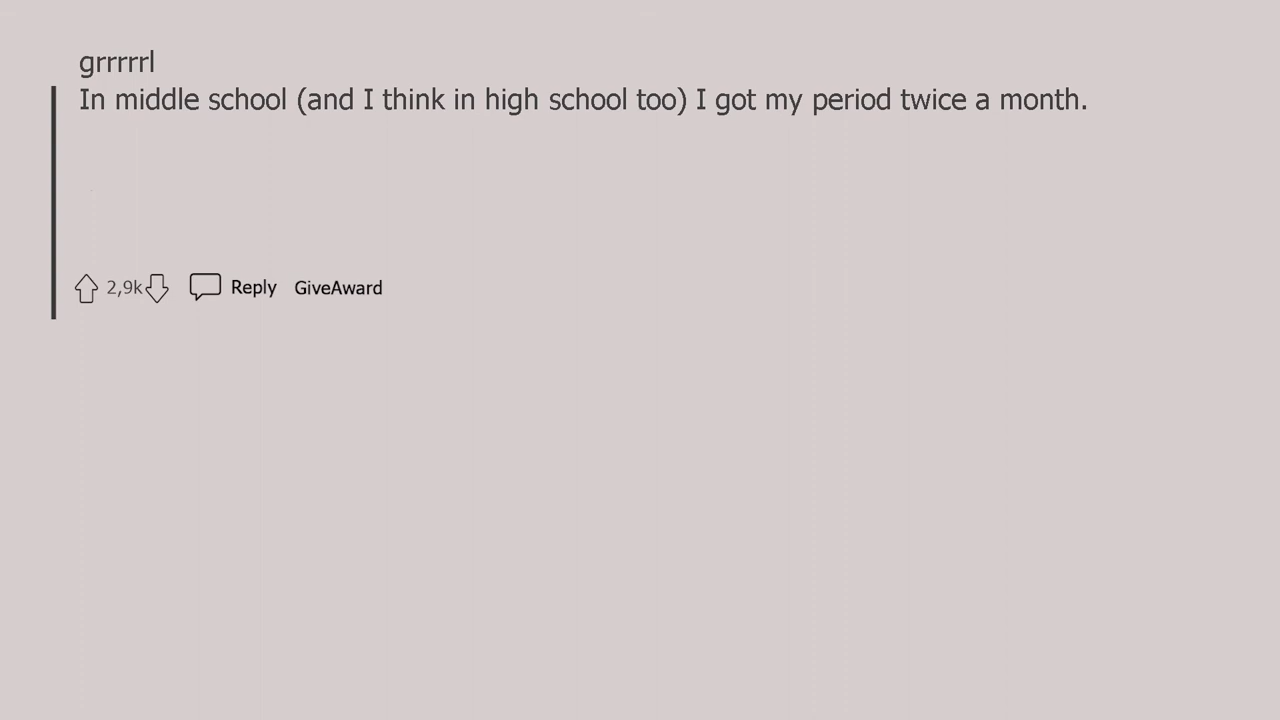 grrrrrl
In middle school (and I think in high school too) I got my period twice a month.
2,9k Reply GiveAward